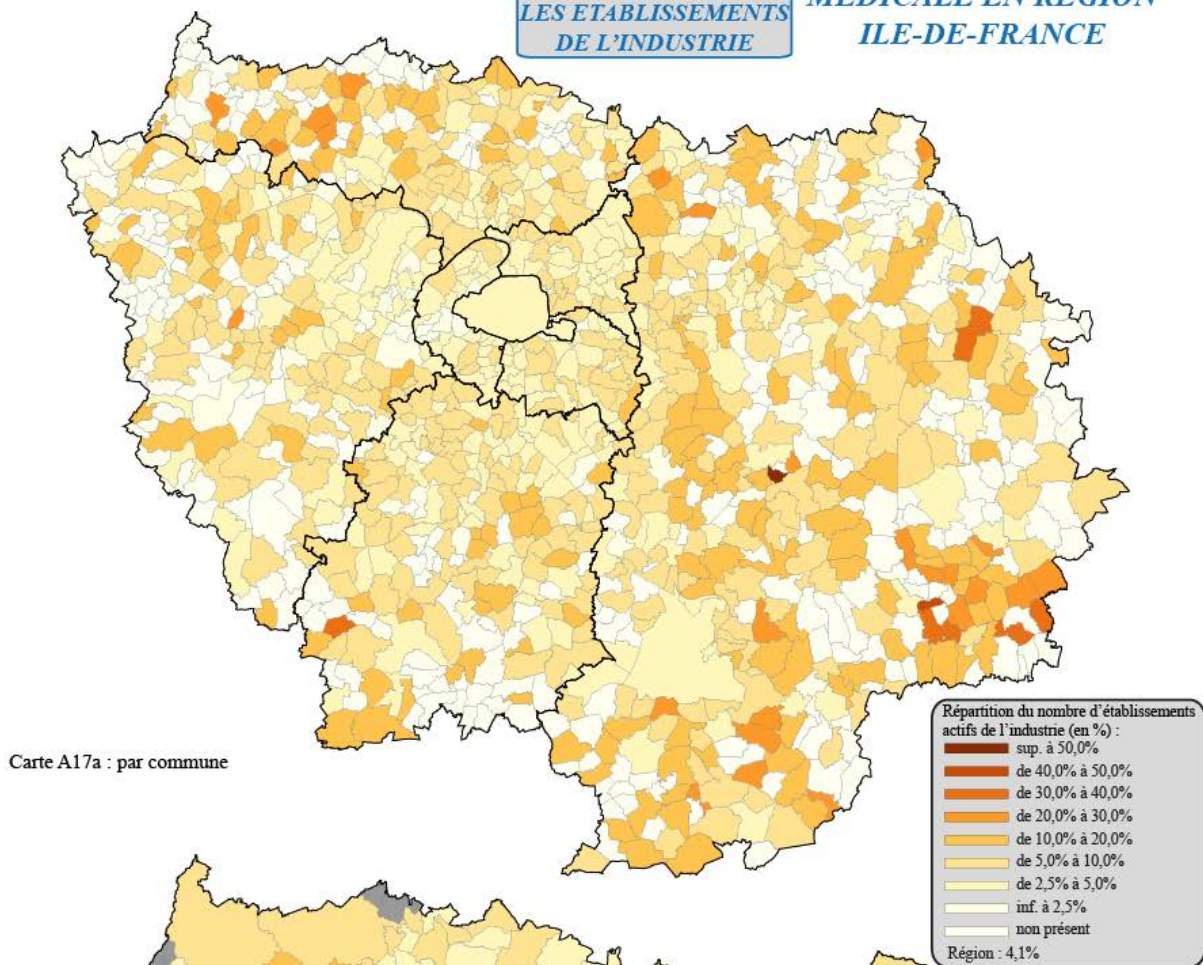 LES ETABLISSEMENTS
DE L'INDUSTRIE
MEDICALE EN REGION
ILE-DE-FRANCE
Carte A17a : par commune
Répartition du nombre d'établissements
actifs de l'industrie (en %) :
sup. à 50,0%
de 40,0% à 50,0%
de 30,0% à 40,0%
de 20,0% à 30,0%
de 10,0% à 20,0%
de 5,0% à 10,0%
de 2,5% à 5,0%
inf. à 2,5%
non présent
Région : 4,1%